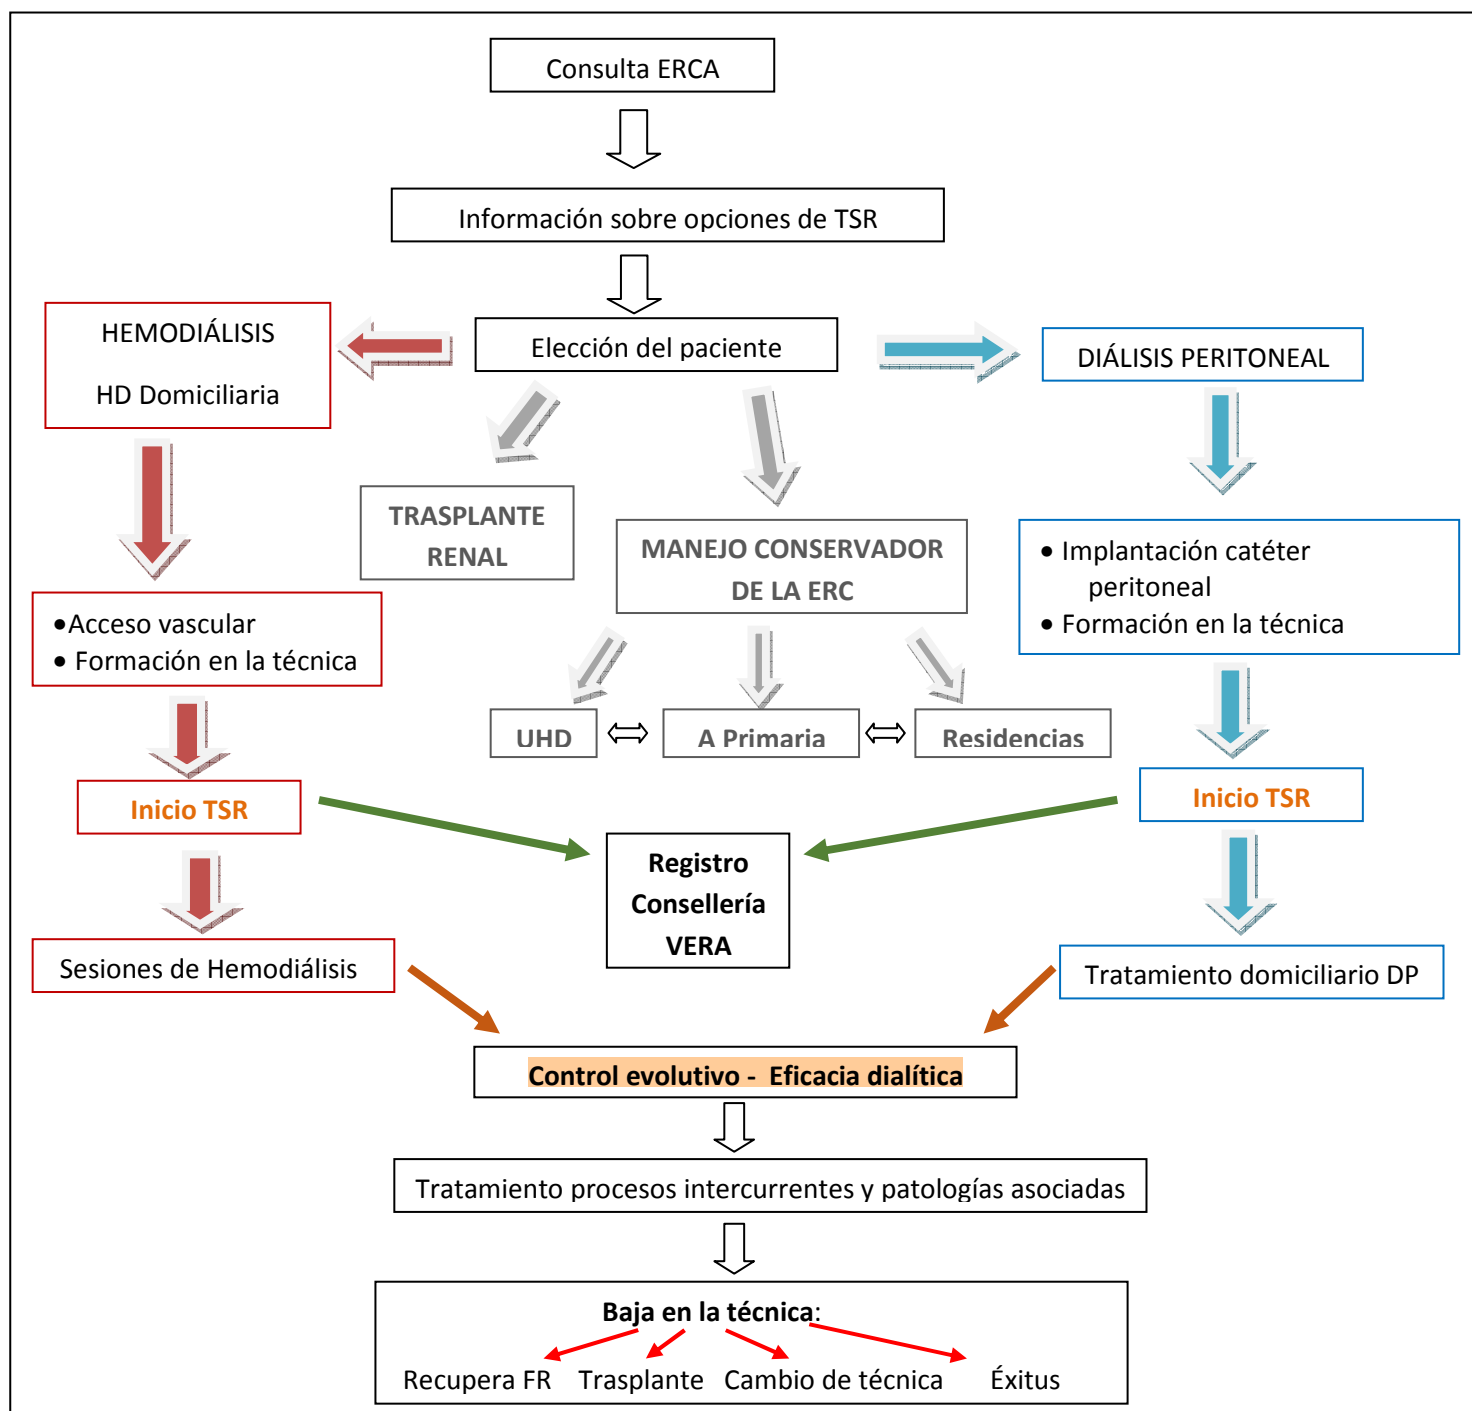 Consulta ERCA
Información sobre opciones de TSR
HEMODIÁLISIS
HD Domiciliaria
Elección del paciente
DIÁLISIS PERITONEAL
TRASPLANTE
RENAL
MANEJO CONSERVADOR
DE LA ERC
• Implantación catéter
peritoneal
• Formación en la técnica
•Acceso vascular
• Formación en la técnica
UHD
A Primaria
Residencias
Inicio TSR
Inicio TSR
Registro
Consellería
VERA
Sesiones de Hemodiálisis
Tratamiento domiciliario DP
Control evolutivo - Eficacia dialítica
Tratamiento procesos intercurrentes y patologías asociadas
Baja en la técnica:
Recupera FR Trasplante Cambio de técnica Éxitus